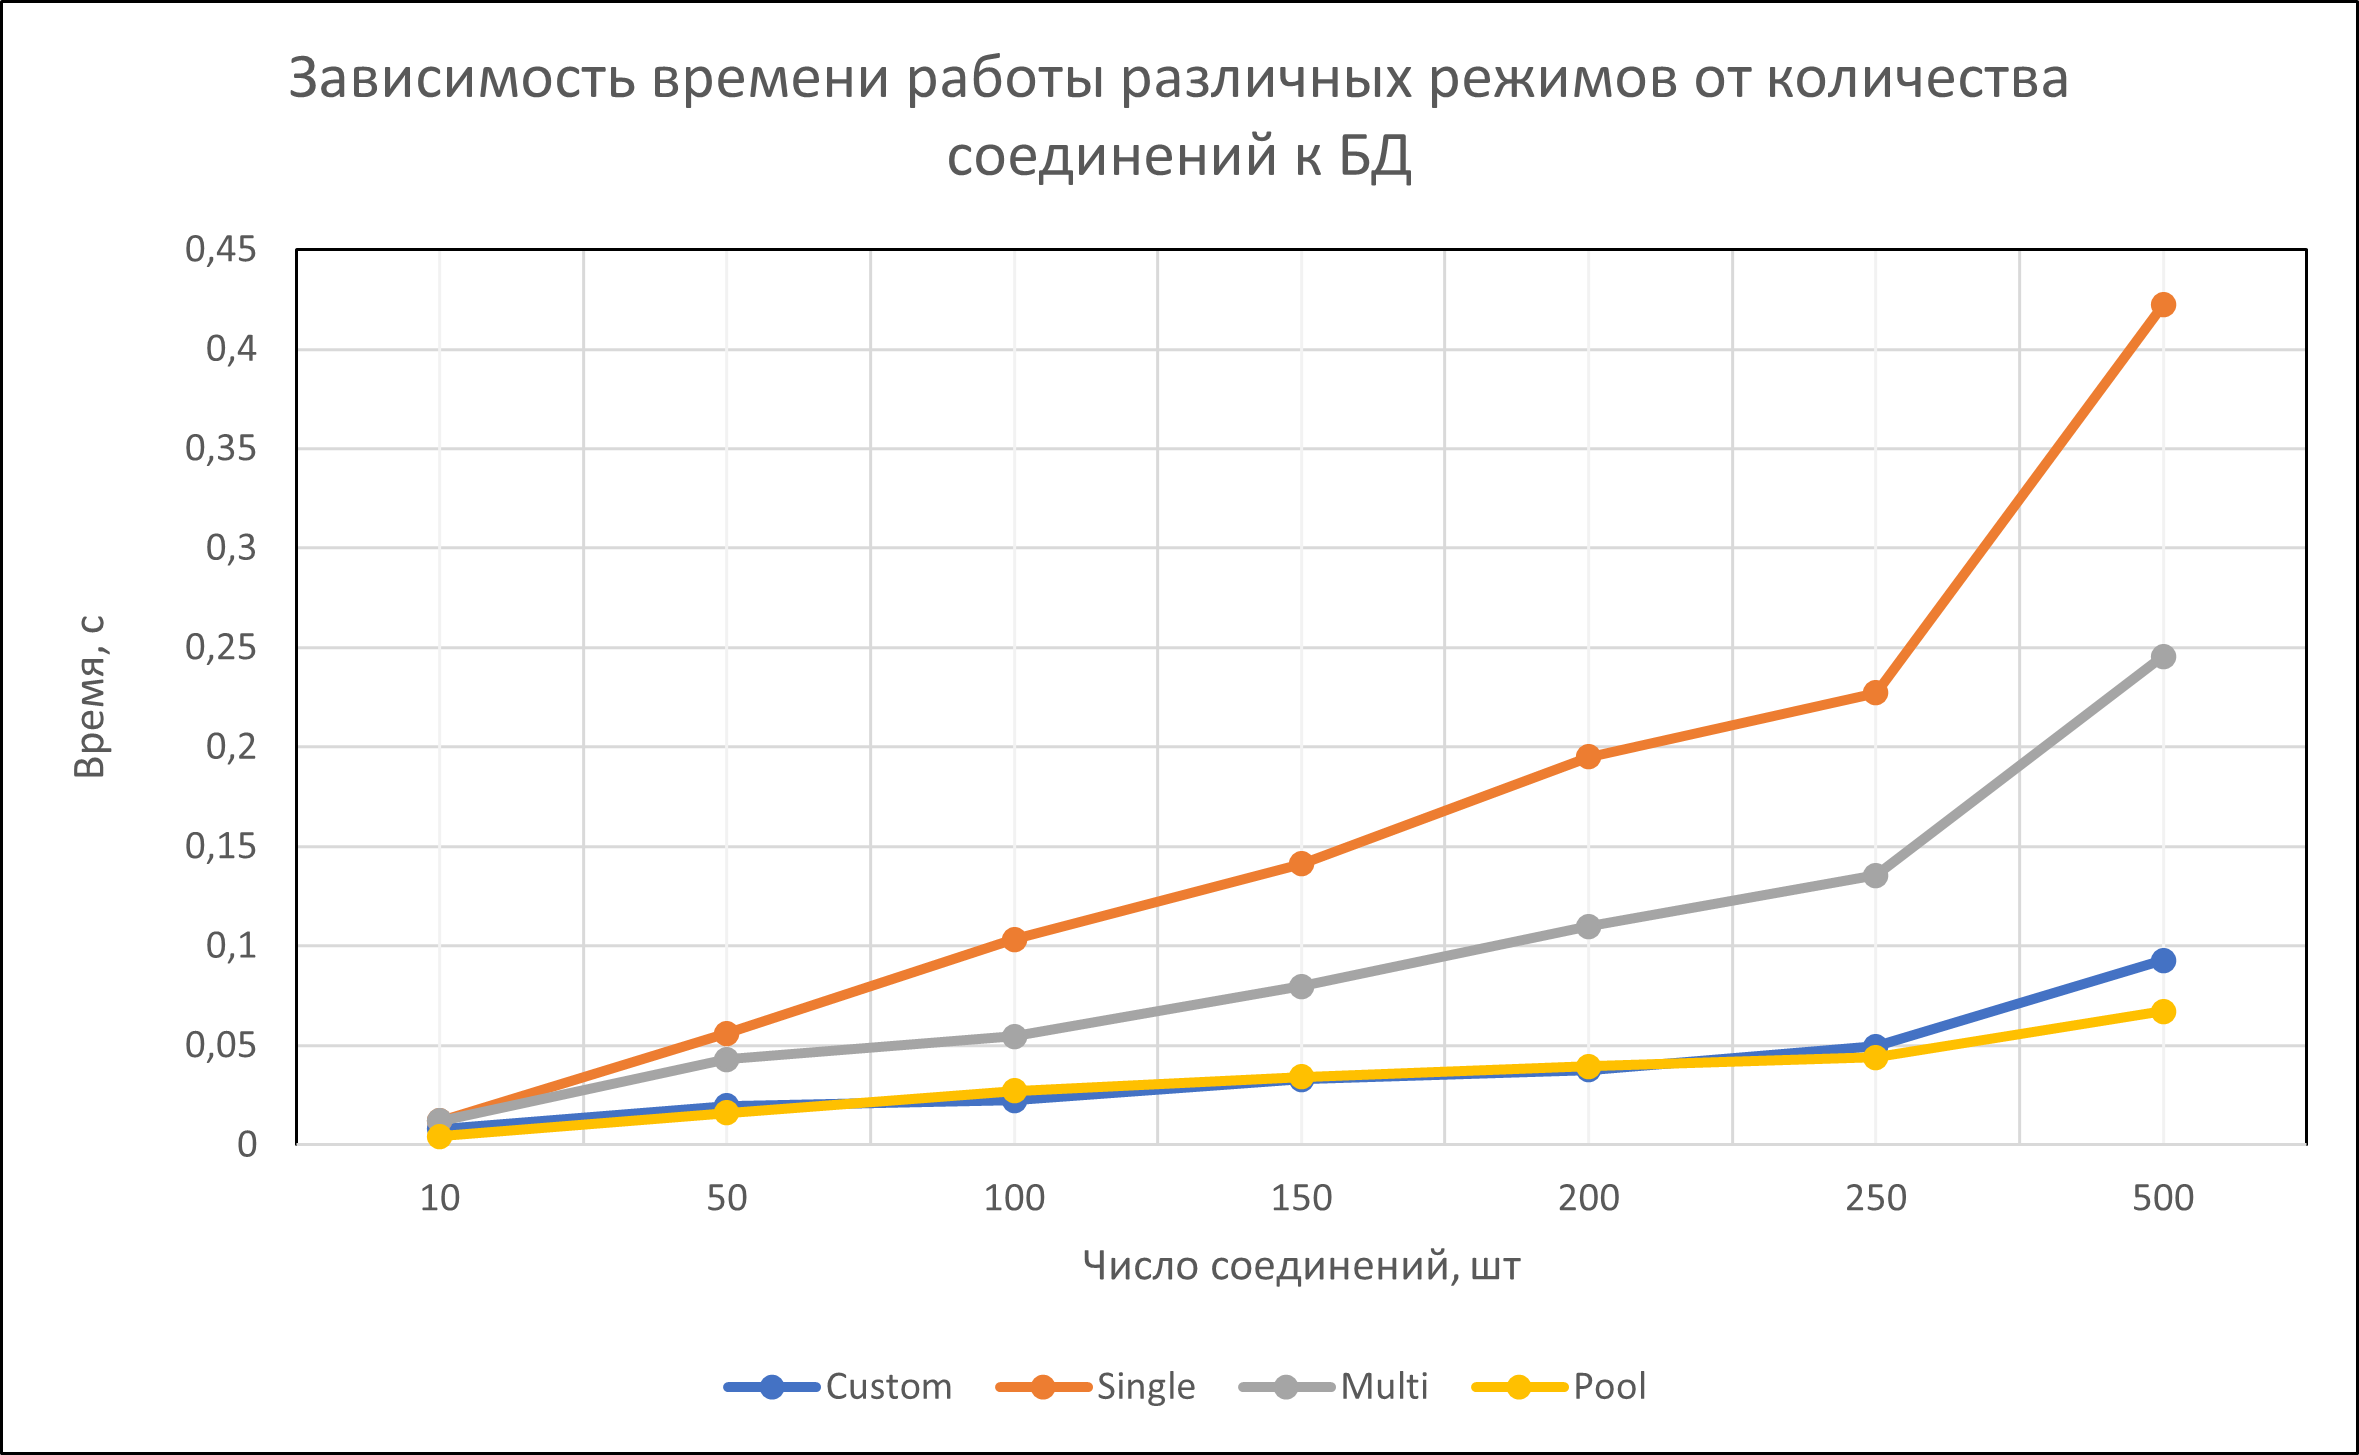 Зависимость времени работы различных режимов от количества
соединений к БД
0,45
0,4
0,35
0,3
0,25
0,2
0,15
0,1
0,05
0
Время, с
10 50 100 150 200 250 500
Число соединений, шт
Custom Single Multi Pool